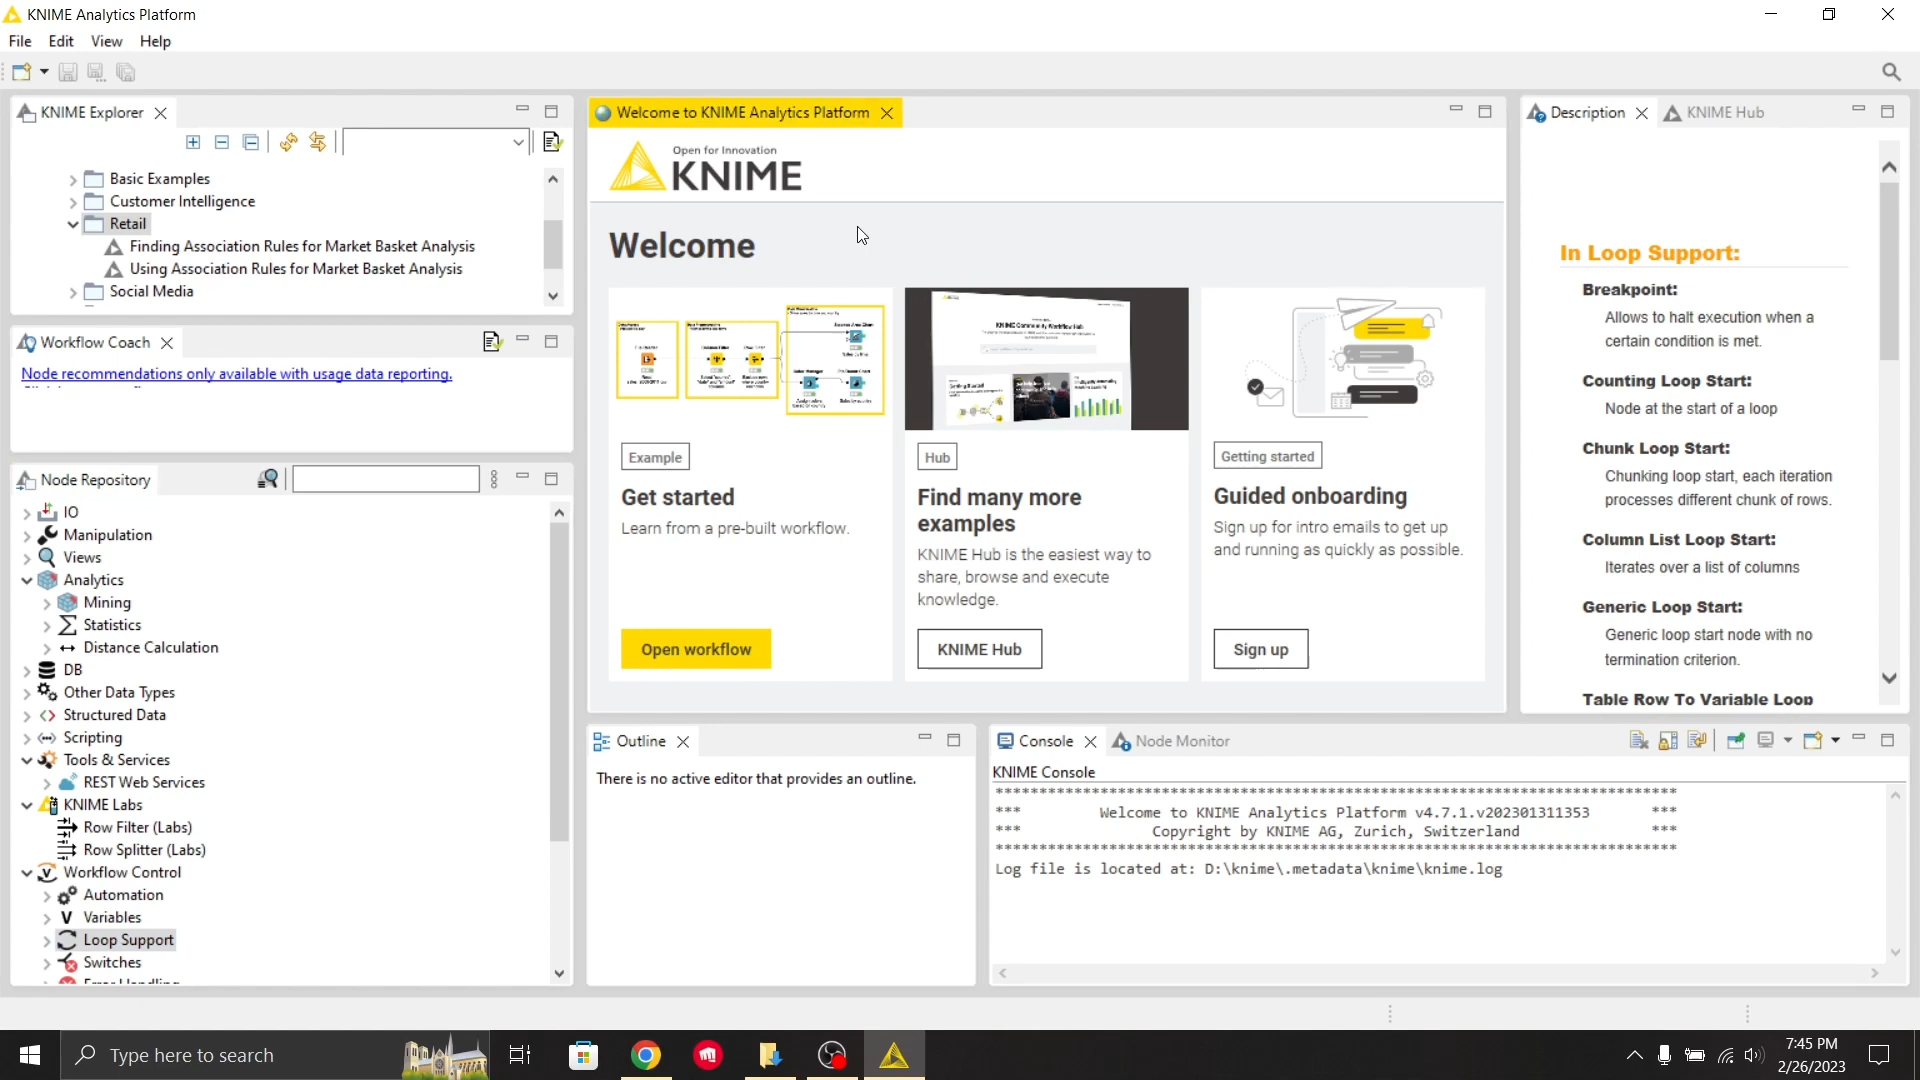 KNIME Analytics Platform
File Edit View Help
KNIME Explorer
Basic Examples
Customer Intelligence
Retail
Finding Association Rules for Market Basket Analysis
Using Association Rules for Market Basket Analysis
Social Media
Workflow Coach
Node recommendations only available with usage data reporting.
Node Repository
IO
Manipulation
Views
Analytics
Mining
Statistics
Distance Calculation
DB
Other Data Types
Structured Data
Scripting
Tools & Services
REST Web Services
KNIME Labs
Row Filter (Labs)
Row Splitter (Labs)
Workflow Control
Automation
Variables
Loop Support
Switches
Error Handling
Welcome to KNIME Analytics Platform
Open for Innovation
KNIME
Welcome
Example
Get started
Learn from a pre-built workflow.
Open workflow
KNIME Community Workflow Hub
Hub
Find many more
examples
KNIME Hub is the easiest way to
share, browse and execute
knowledge.
KNIME Hub
Getting started
Guided onboarding
Sign up for intro emails to get up
and running as quickly as possible.
Sign up
Description KNIME Hub
In Loop Support:
Breakpoint:
Allows to halt execution when a
certain condition is met.
Counting Loop Start:
Node at the start of a loop
Chunk Loop Start:
Chunking loop start, each iteration
processes different chunk of rows.
Column List Loop Start:
Iterates over a list of columns
Generic Loop Start:
Generic loop start node with no
termination criterion.
Table Row To Variable Loop
Outline
There is no active editor that provides an outline.
Console Node Monitor
KNIME Console
*** Welcome to KNIME Analytics Platform v4.7.1.v202301311353 ***
*** Copyright by KNIME AG, Zurich, Switzerland ***
Log file is located at: D:\knime\.metadata\knime\knime.log
Type here to search
7:45 PM
2/26/2023